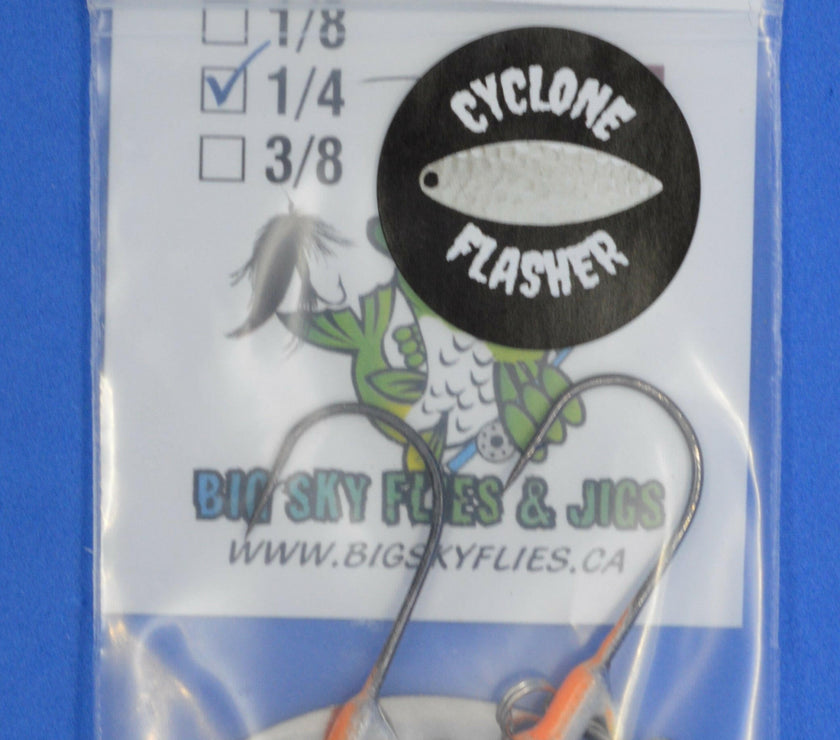 1/8
1/4
3/8
CYCLONE
FLASHER
BIG SKY FLIES & JIGS
WWW.BIGSKYFLIES.CA